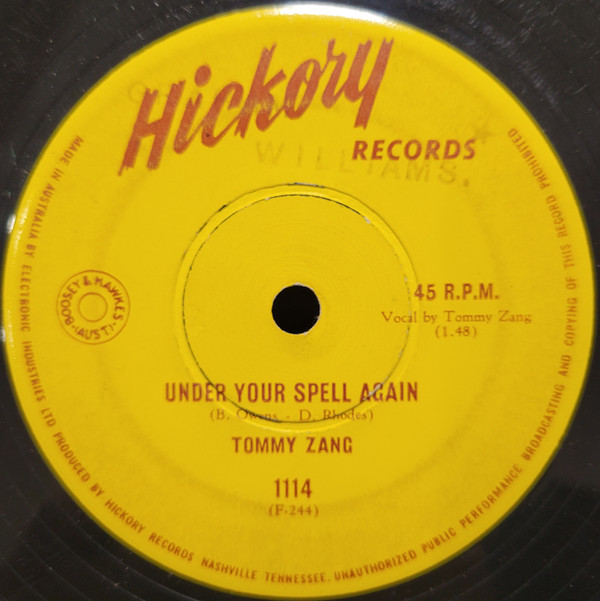 Hickory
RECORDS
WILLIAMS.
45 R.P.M.
Vocal by Tommy Zang
(1.48)
BOOSEY & HAWKES
(AUST)
UNDER YOUR SPELL AGAIN
(B. Owens - D. Rhodes)
TOMMY ZANG
1114
(F-244)
MADE IN AUSTRALIA BY ELECTRONIC INDUSTRIES LTD PRODUCED BY HICKORY RECORDS NASHVILLE TENNESSEE. UNAUTHORIZED PUBLIC PERFORMANCE BROADCASTING AND COPYING OF THIS RECORD PROHIBITED